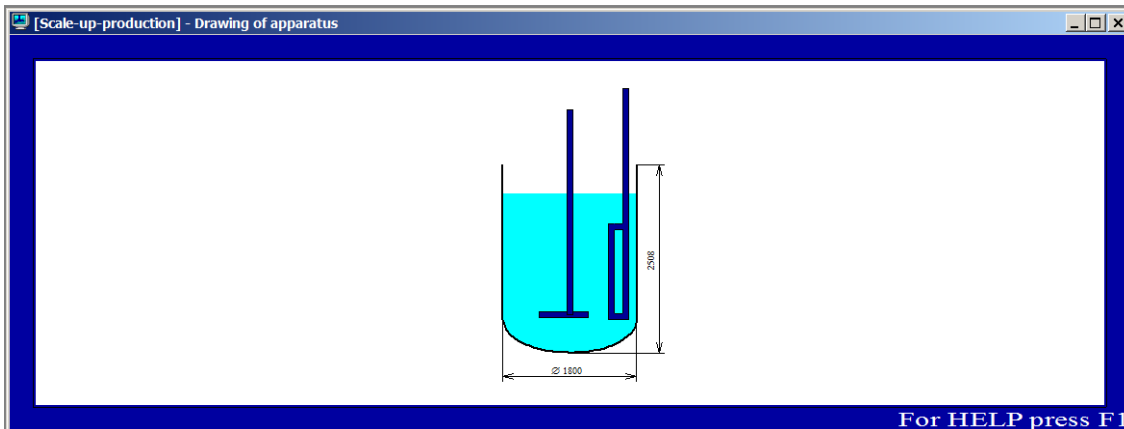 [Scale-up-production] - Drawing of apparatus
2508
Ø 1800
For HELP press F1